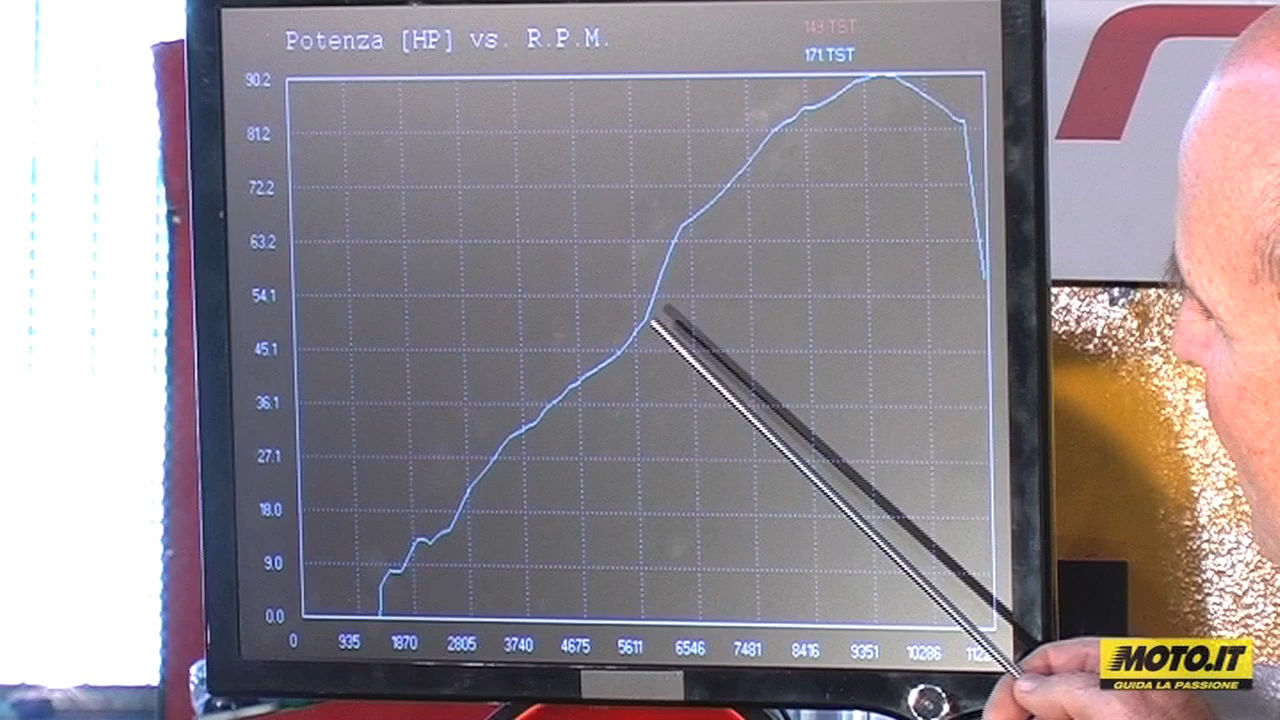 Potenza [HP] vs. R.P.M.
143.TST
171.TST
90.2
81.2
72.2
63.2
54.1
45.1
36.1
27.1
18.0
9.0
0.0
0 935 1870 2805 3740 4675 5611 6546 7481 8416 9351 10286
MOTO.IT
GUIDA LA PASSIONE